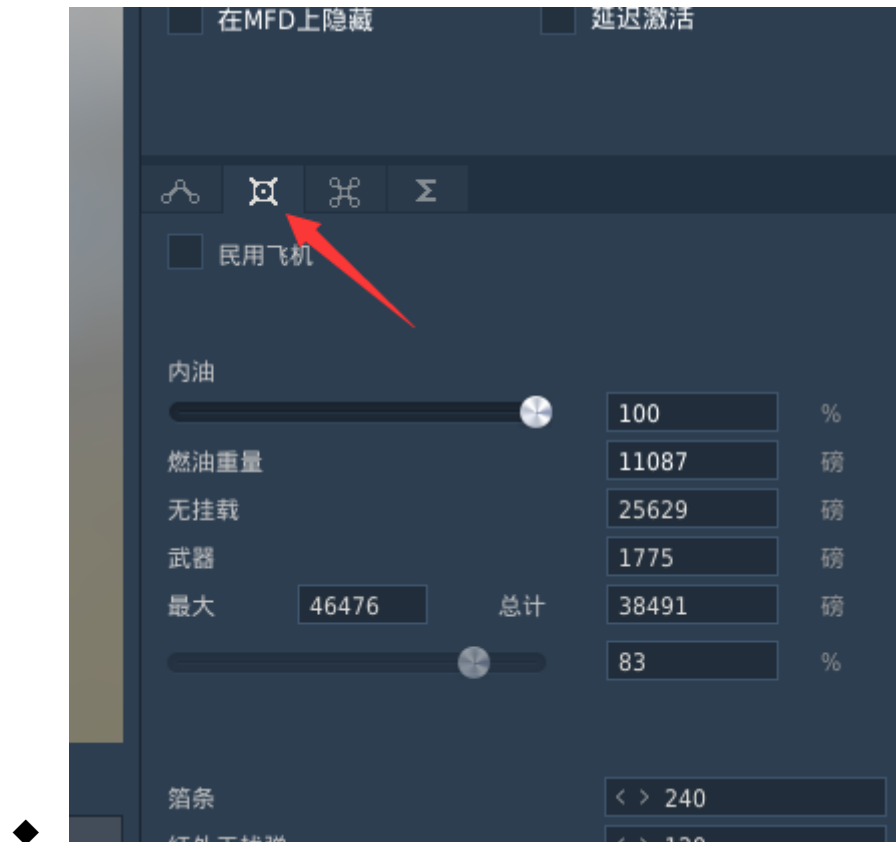 在MFD上隐藏 延迟激活
Σ
民用飞机
内油
100 %
燃油重量 11087 磅
无挂载 25629 磅
武器 1775 磅
最大 46476 总计 38491 磅
83 %
箔条 < > 240